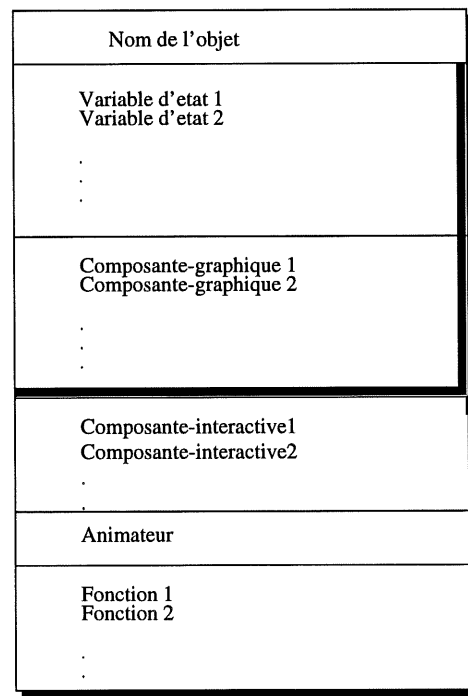 Nom de l'objet
Variable d'etat 1
Variable d'etat 2
.
.
.
Composante-graphique 1
Composante-graphique 2
.
.
.
Composante-interactive1
Composante-interactive2
.
.
Animateur
Fonction 1
Fonction 2
.
.